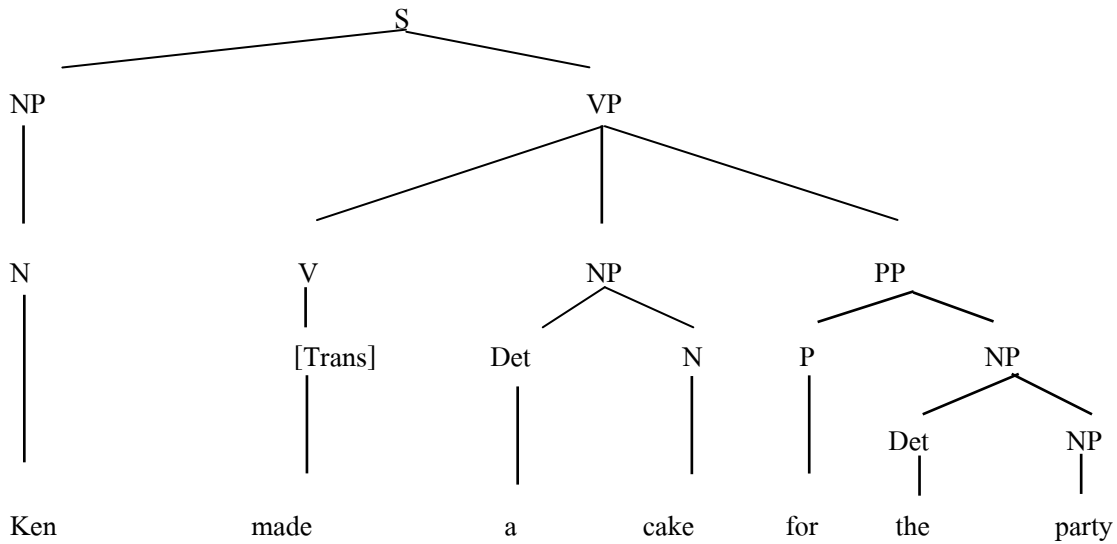 S
NP VP
N V NP PP
[Trans] Det N P NP
Det NP
Ken made a cake for the party